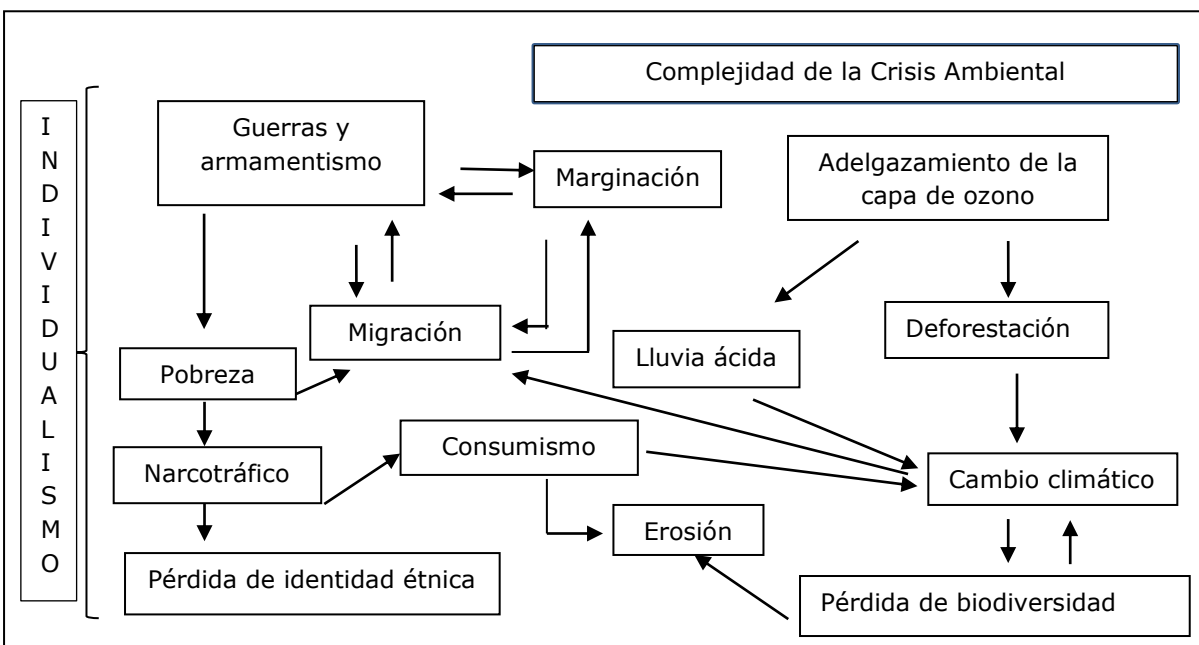 Complejidad de la Crisis Ambiental
INDIVIDUALISMO
Guerras y
armamentismo
Marginación
Adelgazamiento de la
capa de ozono
Migración
Deforestación
Lluvia ácida
Pobreza
Consumismo
Narcotráfico
Cambio climático
Erosión
Pérdida de identidad étnica
Pérdida de biodiversidad